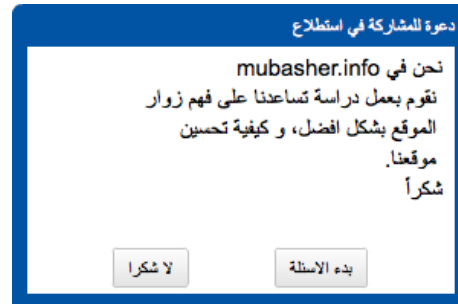 دعوة للمشاركة في استطلاع
نحن في mubasher.info
نقوم بعمل دراسة تساعدنا على فهم زوار
الموقع بشكل افضل، و كيفية تحسين
موقعنا.
شكراً
بدء الاسئلة
لا شكرا